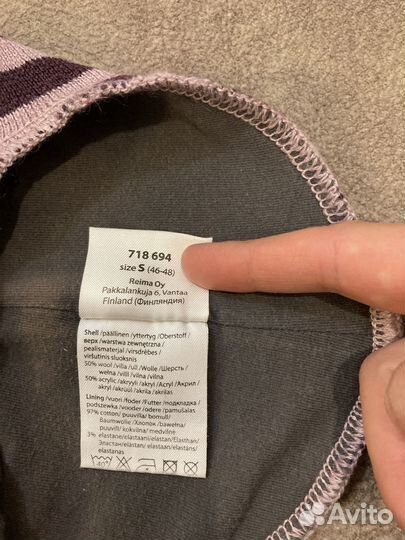 718 694
size S (46-48)
Reima Oy
Pakkalankuja 6, Vantaa
Finland (Финляндия)
Shell /päällinen /yttertyg /Oberstoff /
верх /warstwa zewnętrzna /
pealismaterjal /virsdrēbes /
viršutinis sluoksnis
50% wool /villa /ull /Wolle /Шерсть /
wełna /vill /vilna /vilna
50% acrylic /akryyli /akryl /Acryl /Акрил /
akryl /akrüül /akrila /akrilas
Lining /vuori /foder /Futter /подкладка /
podszewka /vooder /odere /pamušalas
97% cotton /puuvilla /bomull /
Baumwolle /Хлопок /bawełna /
puuvill /kokvilna /medvilnė
3% elastane/elastaani/elastan/Elasthan/
Эластан/elastan/elastaan/elastāns/
elastanas
40°
Avito